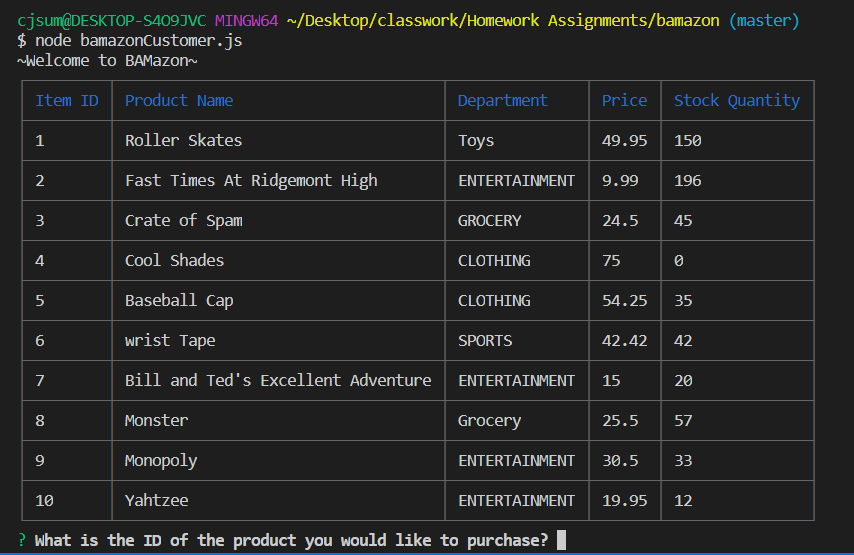 cjsum@DESKTOP-S4O9JVC MINGW64 ~/Desktop/classwork/Homework Assignments/bamazon (master)
$ node bamazonCustomer.js
~Welcome to BAMazon~
Item ID Product Name Department Price Stock Quantity
1 Roller Skates Toys 49.95 150
2 Fast Times At Ridgemont High ENTERTAINMENT 9.99 196
3 Crate of Spam GROCERY 24.5 45
4 Cool Shades CLOTHING 75 0
5 Baseball Cap CLOTHING 54.25 35
6 wrist Tape SPORTS 42.42 42
7 Bill and Ted's Excellent Adventure ENTERTAINMENT 15 20
8 Monster Grocery 25.5 57
9 Monopoly ENTERTAINMENT 30.5 33
10 Yahtzee ENTERTAINMENT 19.95 12
? What is the ID of the product you would like to purchase?